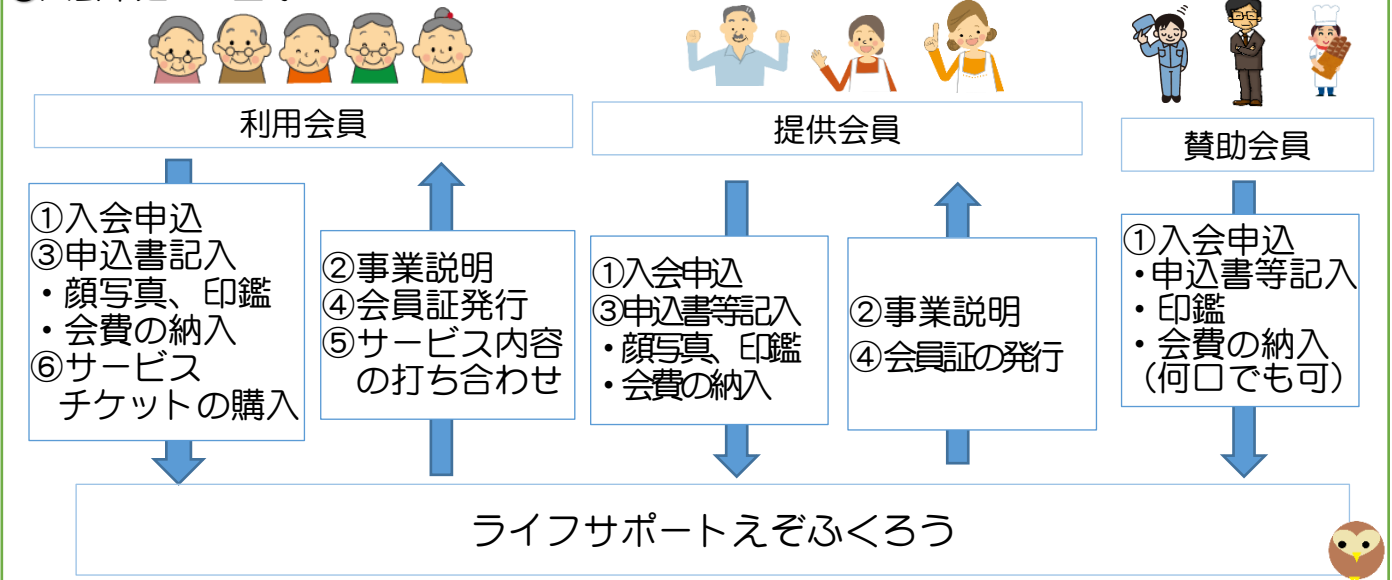 利用会員
①入会申込
③申込書記入
・顔写真、印鑑
・会費の納入
⑥サービス
チケットの購入
②事業説明
④会員証発行
⑤サービス内容
の打ち合わせ
提供会員
①入会申込
③申込書等記入
・顔写真、印鑑
・会費の納入
②事業説明
④会員証の発行
賛助会員
①入会申込
・申込書等記入
・印鑑
・会費の納入
（何口でも可）
ライフサポートえぞふくろう